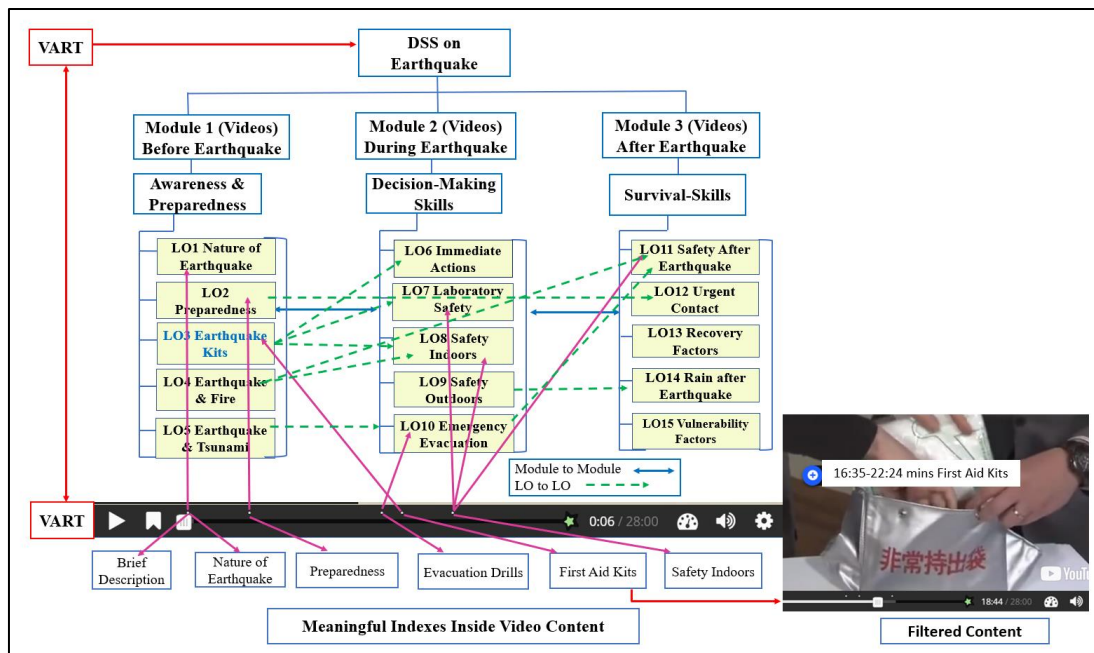 VART
DSS on
Earthquake
Module 1 (Videos)
Before Earthquake
Module 2 (Videos)
During Earthquake
Module 3 (Videos)
After Earthquake
Awareness &
Preparedness
Decision-Making
Skills
Survival-Skills
LO1 Nature of
Earthquake
LO2
Preparedness
LO3 Earthquake
Kits
LO4 Earthquake
& Fire
LO5 Earthquake
& Tsunami
LO6 Immediate
Actions
LO7 Laboratory
Safety
LO8 Safety
Indoors
LO9 Safety
Outdoors
LO10 Emergency
Evacuation
LO11 Safety After
Earthquake
LO12 Urgent
Contact
LO13 Recovery
Factors
LO14 Rain after
Earthquake
LO15 Vulnerability
Factors
Module to Module
LO to LO
VART
0:06 / 28:00
Brief
Description
Nature of
Earthquake
Preparedness
Evacuation Drills
First Aid Kits
Safety Indoors
Meaningful Indexes Inside Video Content
16:35-22:24 mins First Aid Kits
非常持出袋
YouTu
18:44 / 28:00
Filtered Content